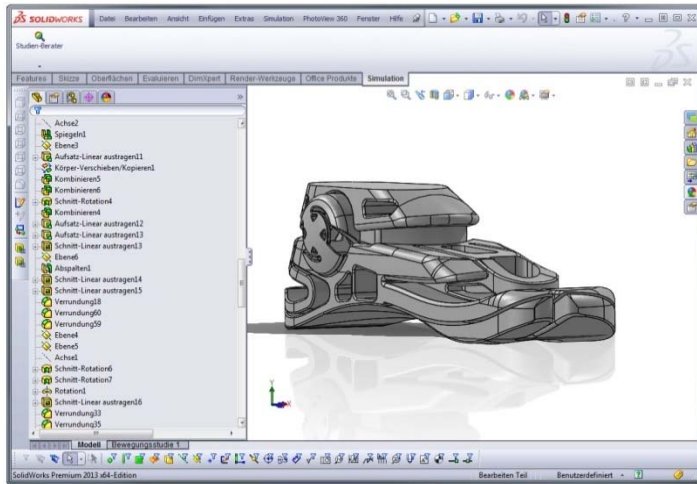 SOLIDWORKS
Datei Bearbeiten Ansicht Einfügen Extras Simulation PhotoView 360 Fenster Hilfe
Studien-Berater
Features Skizze Oberflächen Evaluieren DimXpert Render-Werkzeuge Office Produkte Simulation
Achse2
Spiegeln1
Ebene3
Aufsatz-Linear austragen11
Körper-Verschieben/Kopieren1
Kombinieren5
Kombinieren6
Schnitt-Rotation4
Kombinieren4
Aufsatz-Linear austragen12
Aufsatz-Linear austragen13
Schnitt-Linear austragen13
Ebene6
Abspalten1
Schnitt-Linear austragen14
Schnitt-Linear austragen15
Verrundung18
Verrundung60
Verrundung59
Ebene4
Ebene5
Achse1
Schnitt-Rotation6
Schnitt-Rotation7
Rotation1
Schnitt-Linear austragen16
Verrundung33
Verrundung35
Y
X
Modell Bewegungsstudie 1
SolidWorks Premium 2013 x64-Edition Bearbeiten Teil Benutzerdefiniert